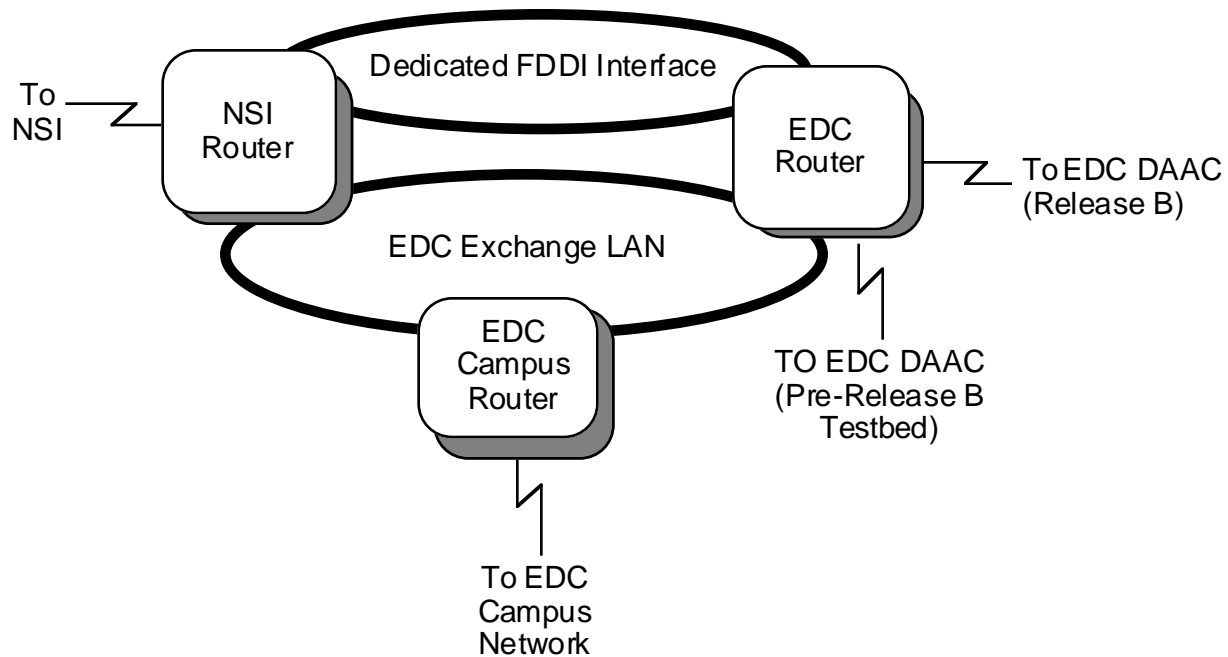 Dedicated FDDI Interface
To
NSI
NSI
Router
EDC
Router
To EDC DAAC
(Release B)
EDC Exchange LAN
EDC
Campus
Router
TO EDC DAAC
(Pre-Release B
Testbed)
To EDC
Campus
Network